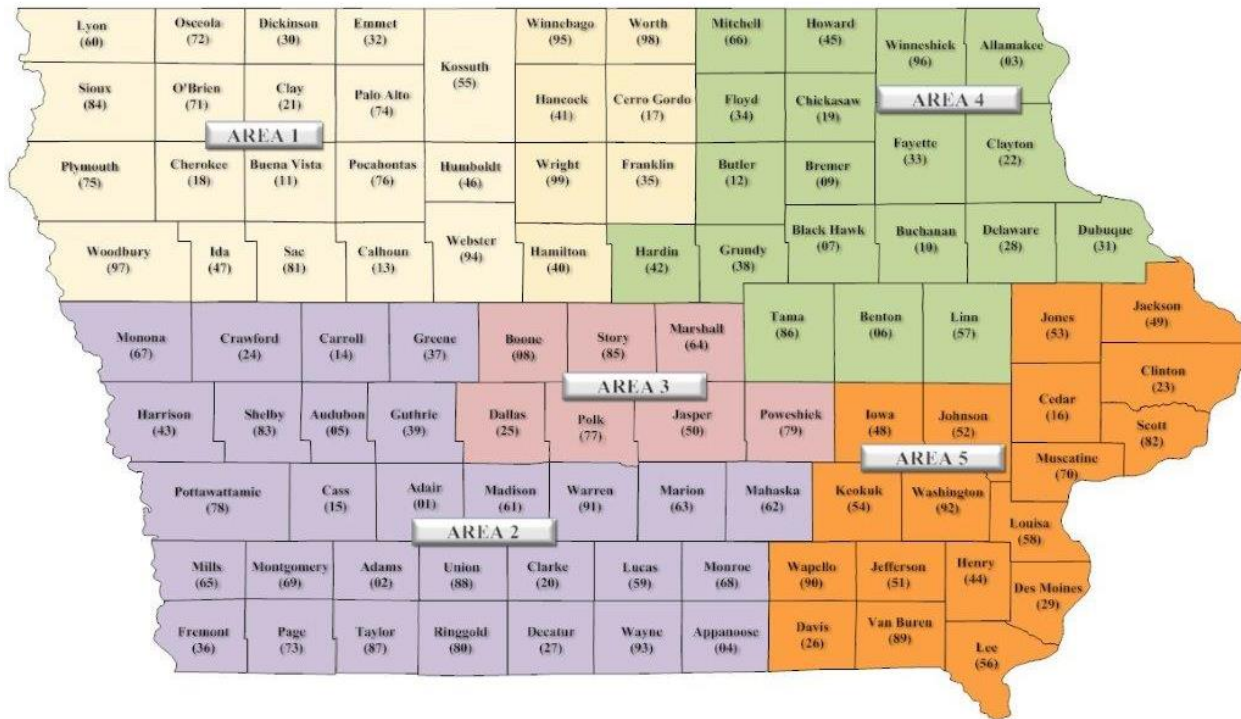 Lyon
(60)
Osceola
(72)
Dickinson
(30)
Emmet
(32)
Kossuth
(55)
Winnebago
(95)
Worth
(98)
Mitchell
(66)
Howard
(45)
Winneshick
(96)
Allamakee
(03)
Sioux
(84)
O'Brien
(71)
Clay
(21)
Palo Alto
(74)
Hancock
(41)
Cerro Gordo
(17)
Floyd
(34)
Chickasaw
(19)
AREA 4
AREA 1
Plymouth
(75)
Cherokee
(18)
Buena Vista
(11)
Pocahontas
(76)
Humboldt
(46)
Wright
(99)
Franklin
(35)
Butler
(12)
Bremer
(09)
Fayette
(33)
Clayton
(22)
Woodbury
(97)
Ida
(47)
Sac
(81)
Calhoun
(13)
Webster
(94)
Hamilton
(40)
Hardin
(42)
Grundy
(38)
Black Hawk
(07)
Buchanan
(10)
Delaware
(28)
Dubuque
(31)
Monona
(67)
Crawford
(24)
Carroll
(14)
Greene
(37)
Boone
(08)
Story
(85)
Marshall
(64)
Tama
(86)
Benton
(06)
Linn
(57)
Jones
(53)
Jackson
(49)
Clinton
(23)
AREA 3
Harrison
(43)
Shelby
(83)
Audubon
(05)
Guthrie
(39)
Dallas
(25)
Polk
(77)
Jasper
(50)
Poweshiek
(79)
Iowa
(48)
Johnson
(52)
Cedar
(16)
Scott
(82)
Muscatine
(70)
AREA 5
Pottawattamie
(78)
Cass
(15)
Adair
(01)
Madison
(61)
Warren
(91)
Marion
(63)
Mahaska
(62)
Keokuk
(54)
Washington
(92)
Louisa
(58)
AREA 2
Mills
(65)
Montgomery
(69)
Adams
(02)
Union
(88)
Clarke
(20)
Lucas
(59)
Monroe
(68)
Wapello
(90)
Jefferson
(51)
Henry
(44)
Des Moines
(29)
Fremont
(36)
Page
(73)
Taylor
(87)
Ringgold
(80)
Decatur
(27)
Wayne
(93)
Appanoose
(04)
Davis
(26)
Van Buren
(89)
Lee
(56)